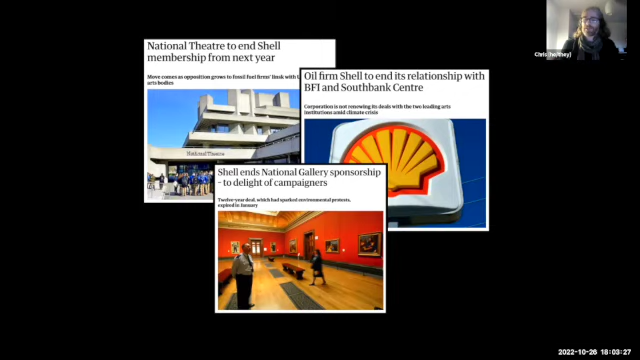 National Theatre to end Shell
membership from next year
Move comes as opposition grows to fossil fuel firms' links with
arts bodies
National Theatre
Oil firm Shell to end its relationship with
BFI and Southbank Centre
Corporation is not renewing its deals with the two leading arts
institutions amid climate crisis
Shell ends National Gallery sponsorship
– to delight of campaigners
Twelve-year deal, which had sparked environmental protests,
expired in January
Chris (he/they)
2022-10-26 18:03:27